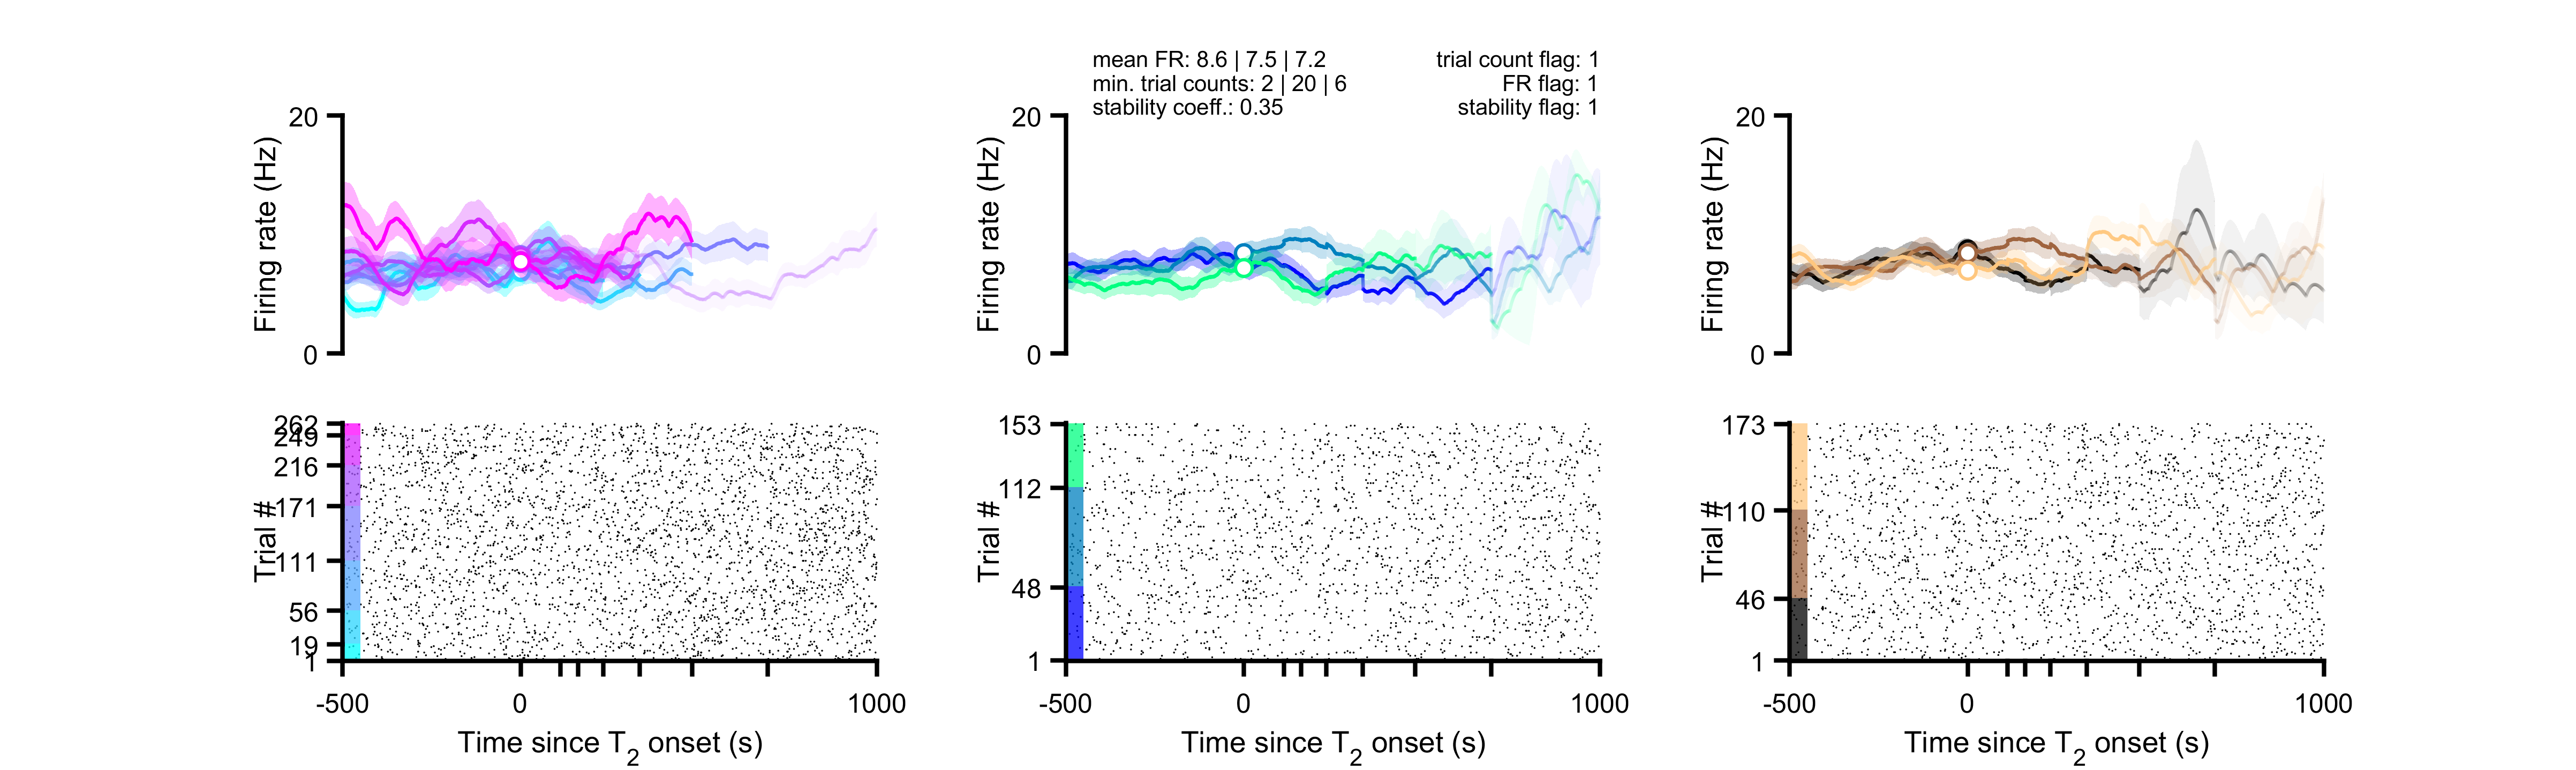 mean FR: 8.6 | 7.5 | 7.2
min. trial counts: 2 | 20 | 6
stability coeff.: 0.35
trial count flag: 1
FR flag: 1
stability flag: 1
Firing rate (Hz)
20
0
Firing rate (Hz)
20
0
Firing rate (Hz)
20
0
Trial #
262
249
216
171
111
56
19
1
-500
0
1000
Time since T2 onset (s)
Trial #
153
112
48
1
-500
0
1000
Time since T2 onset (s)
Trial #
173
110
46
1
-500
0
1000
Time since T2 onset (s)